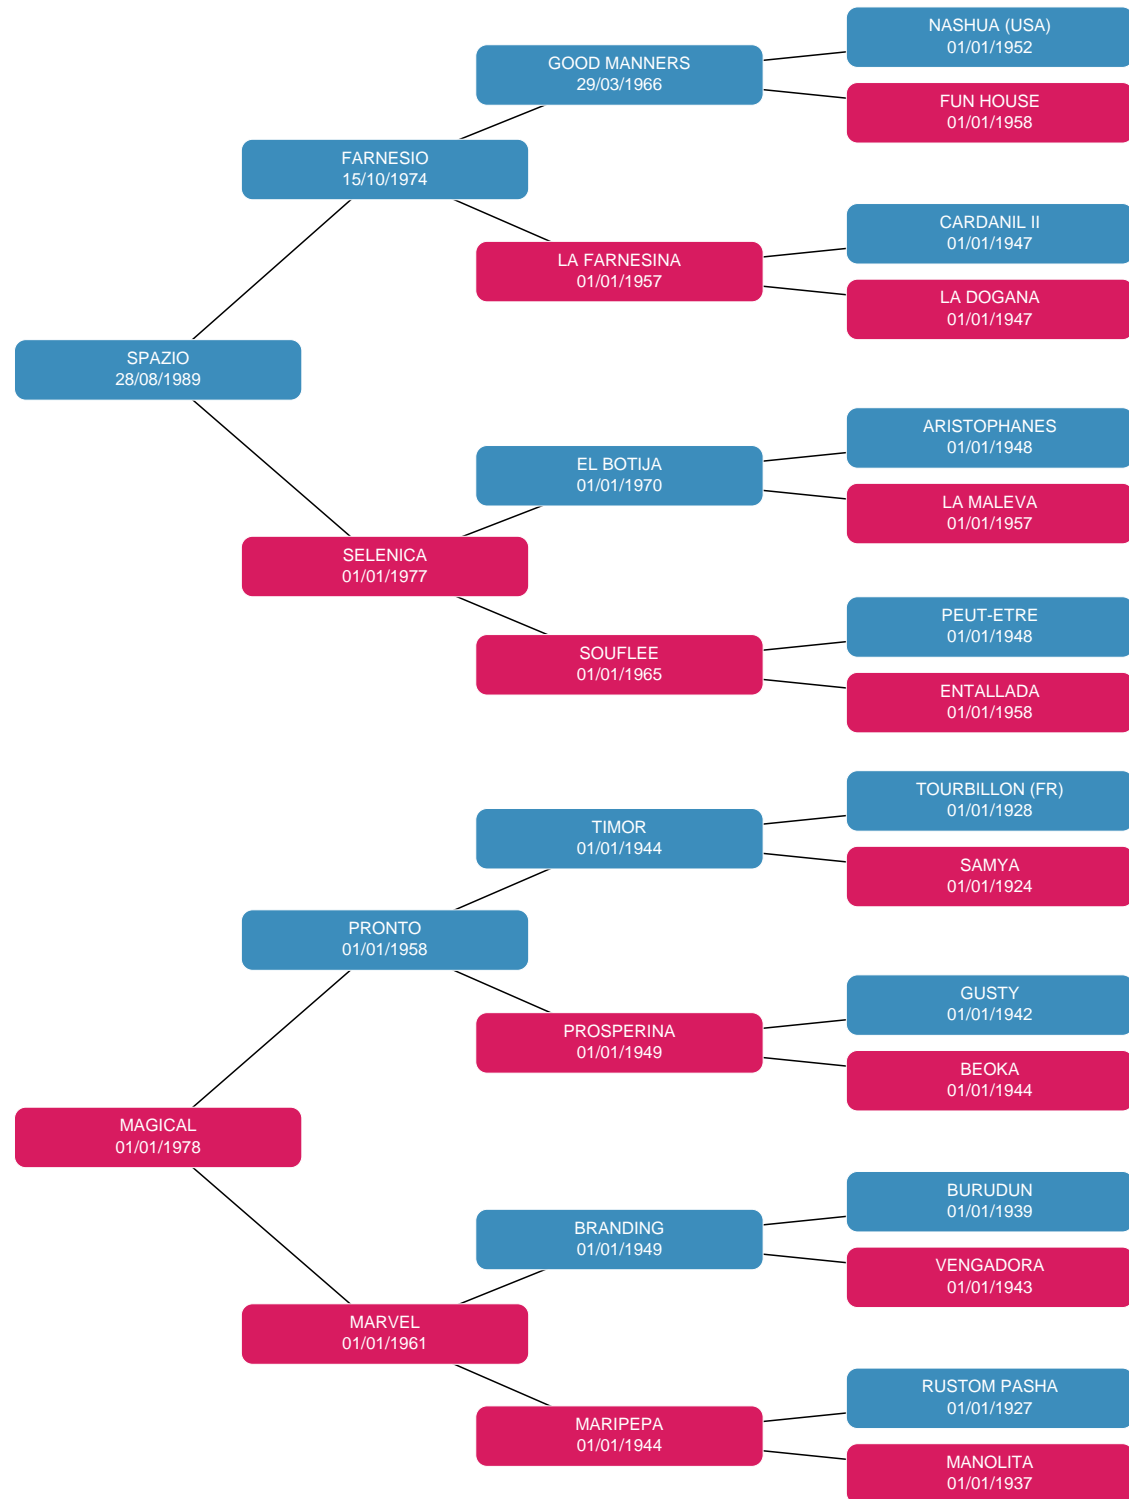 NASHUA (USA)
01/01/1952
GOOD MANNERS
29/03/1966
FUN HOUSE
01/01/1958
FARNESIO
15/10/1974
CARDANIL II
01/01/1947
LA FARNESINA
01/01/1957
LA DOGANA
01/01/1947
SPAZIO
28/08/1989
ARISTOPHANES
01/01/1948
EL BOTIJA
01/01/1970
LA MALEVA
01/01/1957
SELENICA
01/01/1977
PEUT-ETRE
01/01/1948
SOUFLEE
01/01/1965
ENTALLADA
01/01/1958
TOURBILLON (FR)
01/01/1928
TIMOR
01/01/1944
SAMYA
01/01/1924
PRONTO
01/01/1958
GUSTY
01/01/1942
PROSPERINA
01/01/1949
BEOKA
01/01/1944
MAGICAL
01/01/1978
BURUDUN
01/01/1939
BRANDING
01/01/1949
VENGADORA
01/01/1943
MARVEL
01/01/1961
RUSTOM PASHA
01/01/1927
MARIPEPA
01/01/1944
MANOLITA
01/01/1937